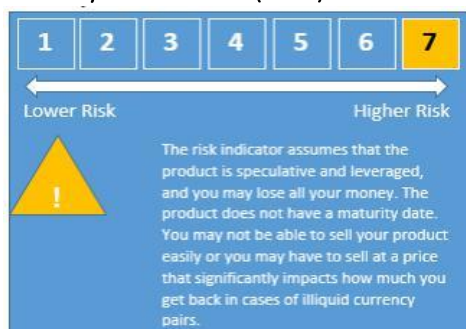 1 2 3 4 5 6 7
Lower Risk Higher Risk
The risk indicator assumes that the
product is speculative and leveraged,
! and you may lose all your money. The
product does not have a maturity date.
You may not be able to sell your product
easily or you may have to sell at a price
that significantly impacts how much you
get back in cases of illiquid currency
pairs.